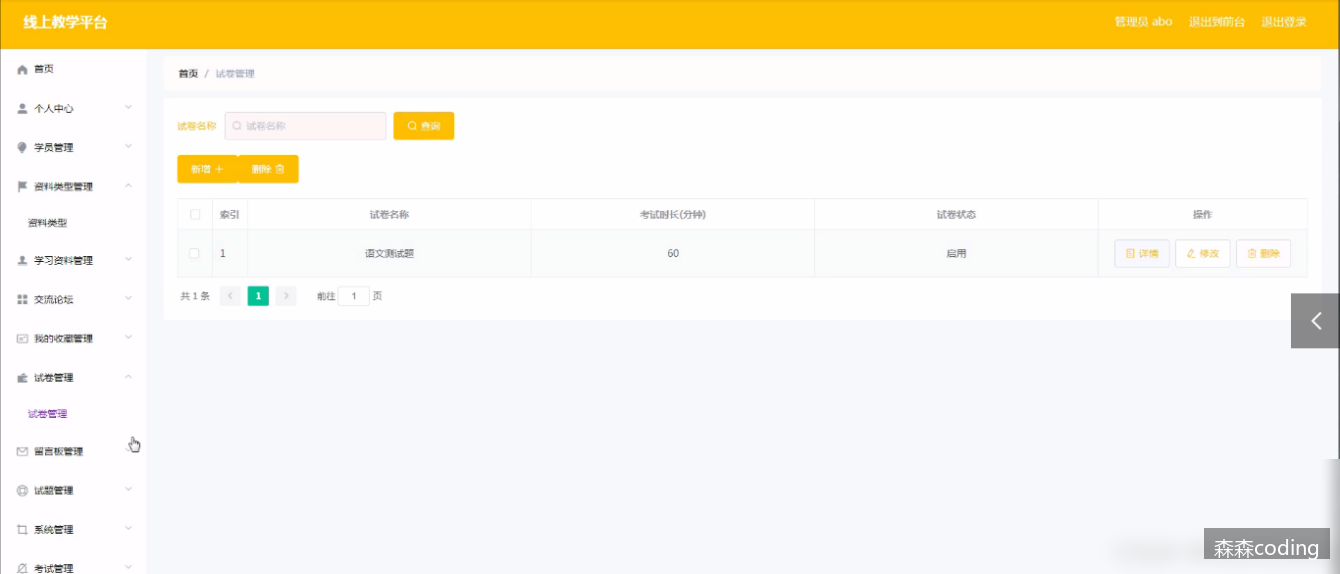 线上教学平台
管理员 abo 退出到前台 退出登录
首页
个人中心
学员管理
资料类型管理
资料类型
学习资料管理
交流论坛
我的收藏管理
试卷管理
试卷管理
留言板管理
试题管理
系统管理
考试管理
首页 / 试卷管理
试卷名称 试卷名称 查询
新增 + 删除
索引 试卷名称 考试时长(分钟) 试卷状态 操作
1 语文测试题 60 启用 详情 修改 删除
共 1 条 < 1 > 前往 1 页
森森coding